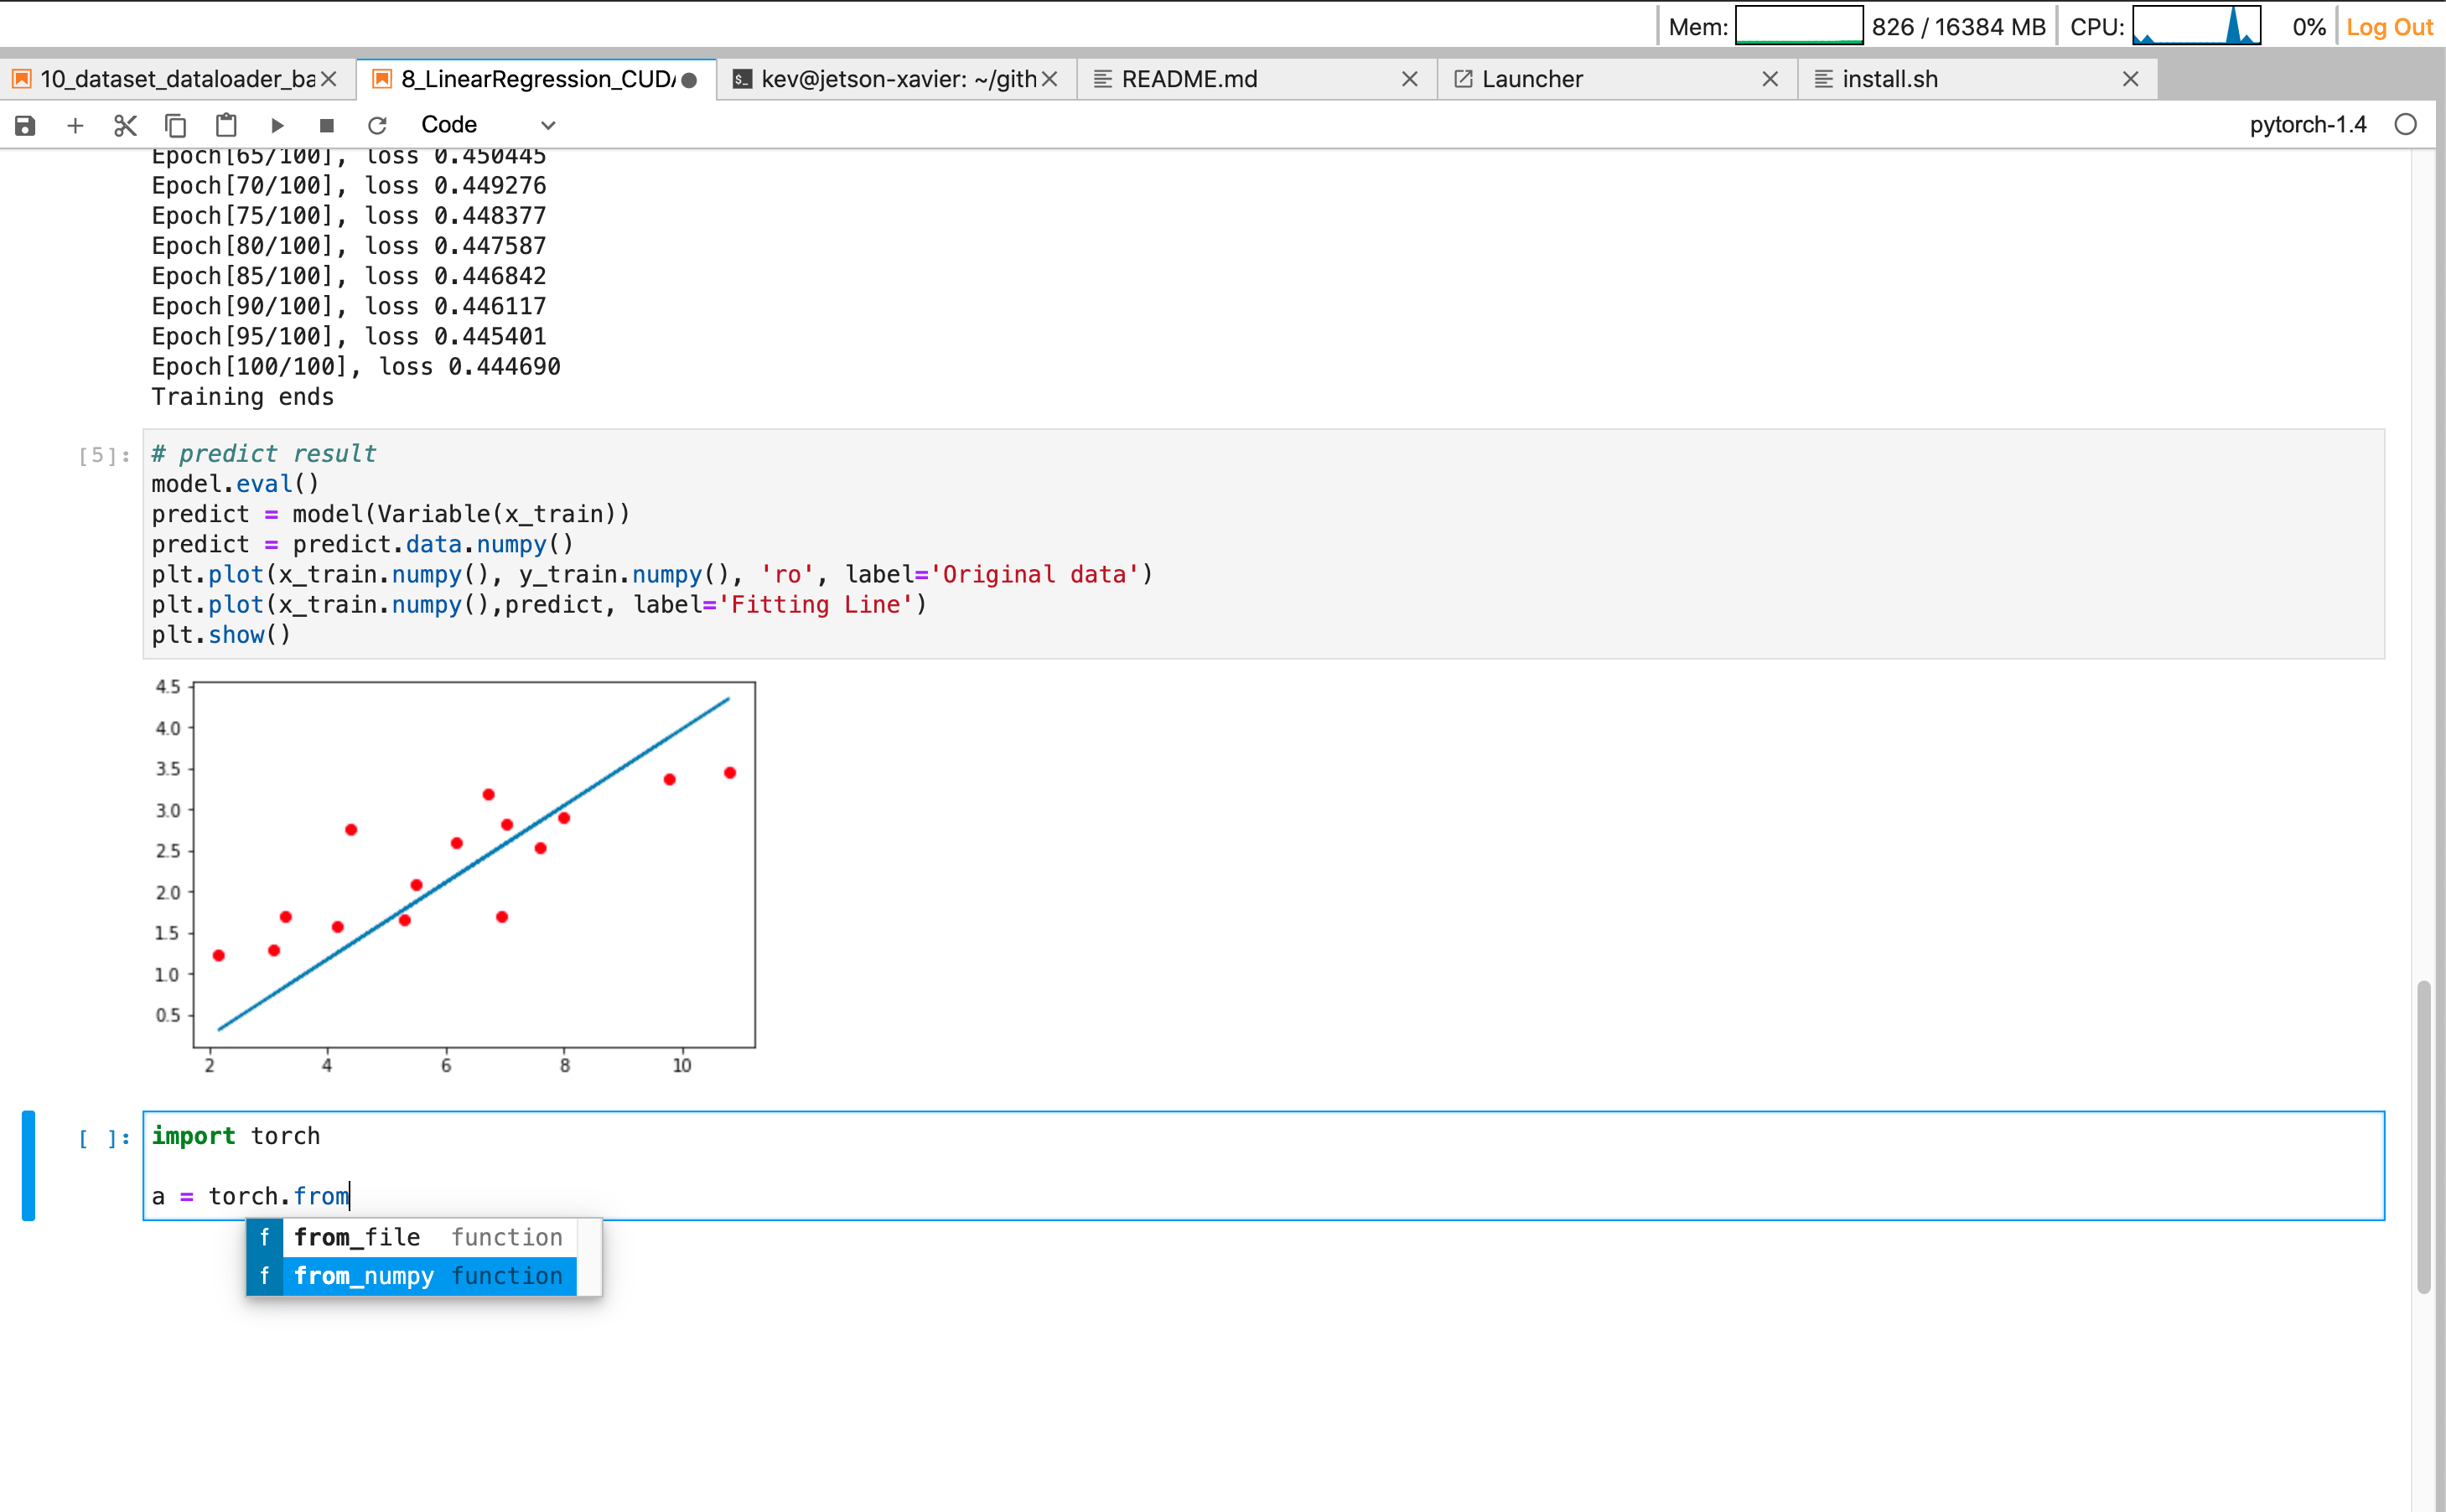 Mem: 826 / 16384 MB CPU: 0% Log Out
10_dataset_dataloader_ba 8_LinearRegression_CUDA kev@jetson-xavier: ~/gith README.md Launcher install.sh
Code pytorch-1.4
Epoch[65/100], loss 0.450445
Epoch[70/100], loss 0.449276
Epoch[75/100], loss 0.448377
Epoch[80/100], loss 0.447587
Epoch[85/100], loss 0.446842
Epoch[90/100], loss 0.446117
Epoch[95/100], loss 0.445401
Epoch[100/100], loss 0.444690
Training ends
[5]: # predict result
model.eval()
predict = model(Variable(x_train))
predict = predict.data.numpy()
plt.plot(x_train.numpy(), y_train.numpy(), 'ro', label='Original data')
plt.plot(x_train.numpy(),predict, label='Fitting Line')
plt.show()
4.5
4.0
3.5
3.0
2.5
2.0
1.5
1.0
0.5
2 4 6 8 10
[ ]: import torch
a = torch.from
f from_file function
f from_numpy function